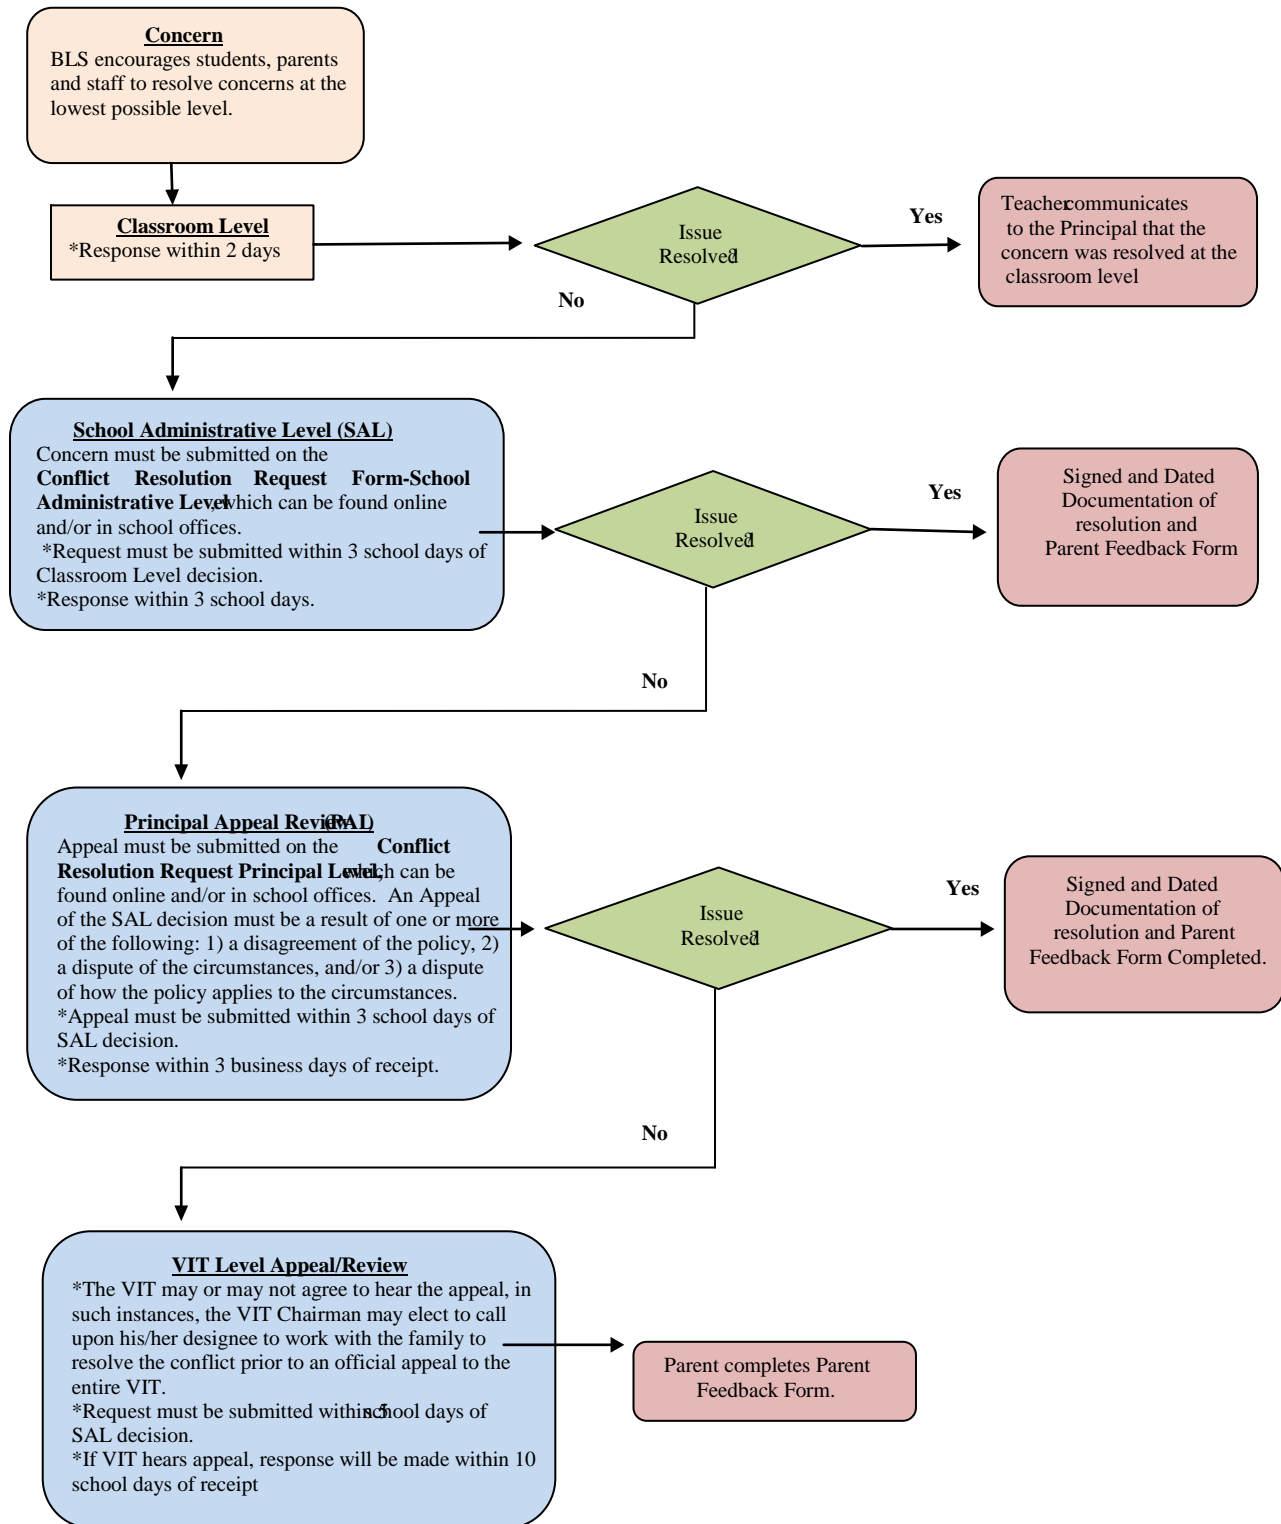 Concern
BLS encourages students, parents
and staff to resolve concerns at the
lowest possible level.
Classroom Level
*Response within 2 days
Issue
Resolved?
Yes
Teacher communicates
to the Principal that the
concern was resolved at the
classroom level
No
School Administrative Level (SAL)
Concern must be submitted on the
Conflict Resolution Request Form-School
Administrative Level, which can be found online
and/or in school offices.
*Request must be submitted within 3 school days of
Classroom Level decision.
*Response within 3 school days.
Issue
Resolved?
Yes
Signed and Dated
Documentation of
resolution and
Parent Feedback Form
No
Principal Appeal Review (PAL)
Appeal must be submitted on the Conflict
Resolution Request Principal Level, which can be
found online and/or in school offices. An Appeal
of the SAL decision must be a result of one or more
of the following: 1) a disagreement of the policy, 2)
a dispute of the circumstances, and/or 3) a dispute
of how the policy applies to the circumstances.
*Appeal must be submitted within 3 school days of
SAL decision.
*Response within 3 business days of receipt.
Issue
Resolved?
Yes
Signed and Dated
Documentation of
resolution and Parent
Feedback Form Completed.
No
VIT Level Appeal/Review
*The VIT may or may not agree to hear the appeal, in
such instances, the VIT Chairman may elect to call
upon his/her designee to work with the family to
resolve the conflict prior to an official appeal to the
entire VIT.
*Request must be submitted within 5 school days of
SAL decision.
*If VIT hears appeal, response will be made within 10
school days of receipt
Parent completes Parent
Feedback Form.